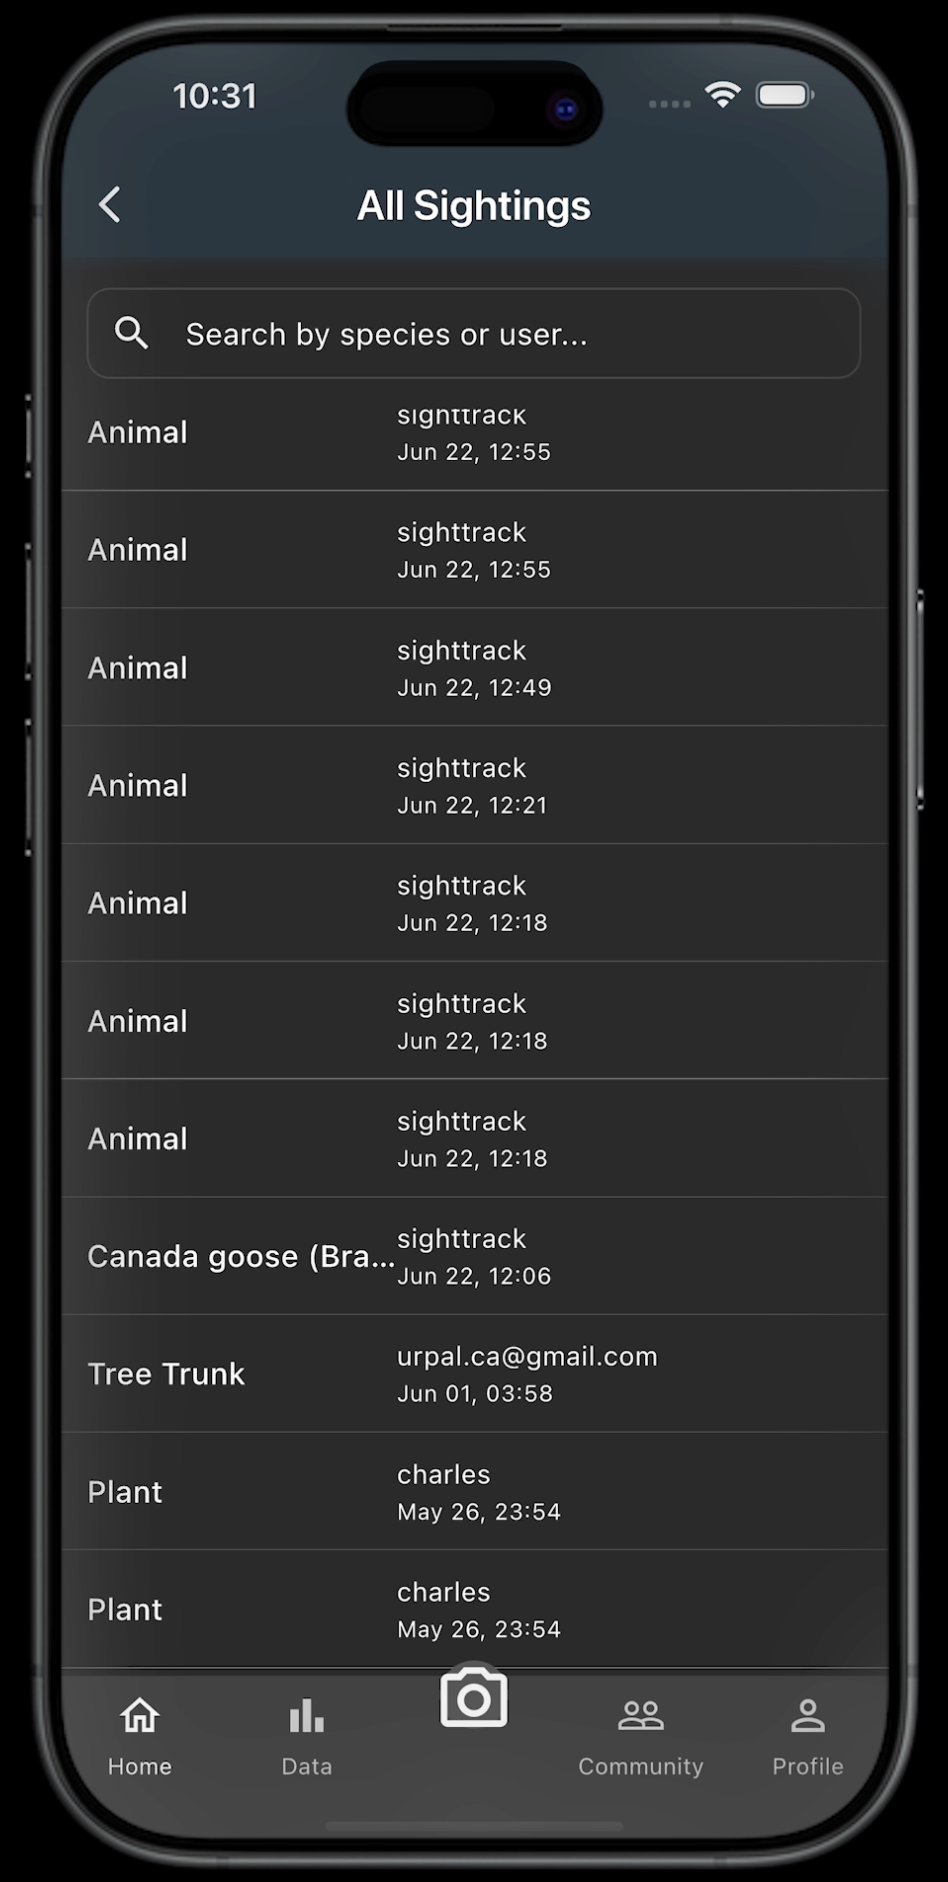 10:31
All Sightings
Search by species or user...
Animal
sighttrack
Jun 22, 12:55
Animal
sighttrack
Jun 22, 12:55
Animal
sighttrack
Jun 22, 12:49
Animal
sighttrack
Jun 22, 12:21
Animal
sighttrack
Jun 22, 12:18
Animal
sighttrack
Jun 22, 12:18
Animal
sighttrack
Jun 22, 12:18
Canada goose (Bra...
sighttrack
Jun 22, 12:06
Tree Trunk
urpal.ca@gmail.com
Jun 01, 03:58
Plant
charles
May 26, 23:54
Plant
charles
May 26, 23:54
Home
Data
Community
Profile